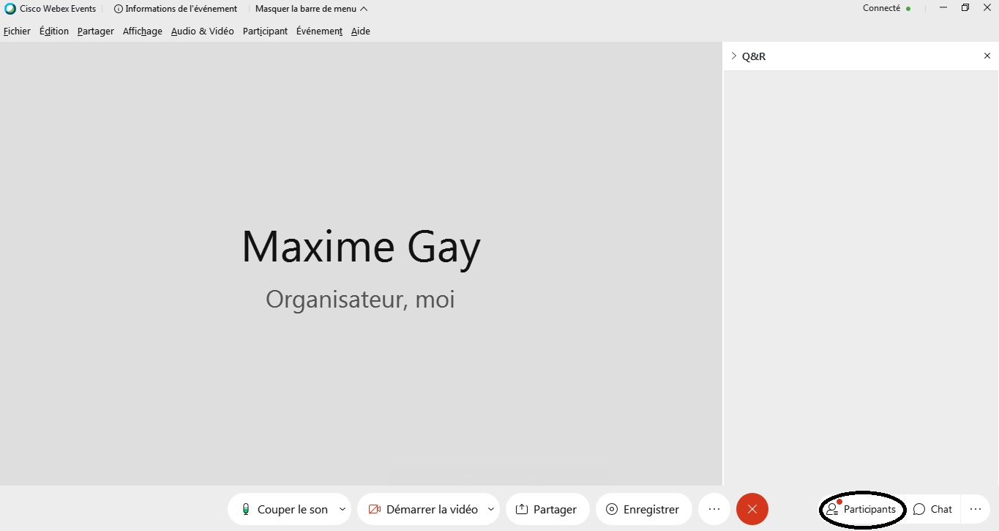 Cisco Webex Events Informations de l'événement Masquer la barre de menu Connecté
Fichier Édition Partager Affichage Audio & Vidéo Participant Événement Aide
Q&R
Maxime Gay
Organisateur, moi
Couper le son Démarrer la vidéo Partager Enregistrer ... Participants Chat ...